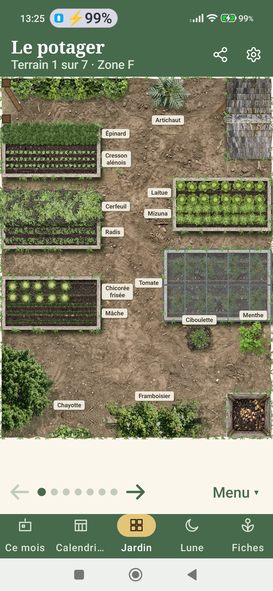 13:25
99%
99%
Le potager
Terrain 1 sur 7 · Zone F
Artichaut
Épinard
Cresson
alénois
Laitue
Cerfeuil
Mizuna
Radis
Tomate
Chicorée
frisée
Mâche
Menthe
Ciboulette
Framboisier
Chayotte
Menu
Ce mois
Calendri...
Jardin
Lune
Fiches